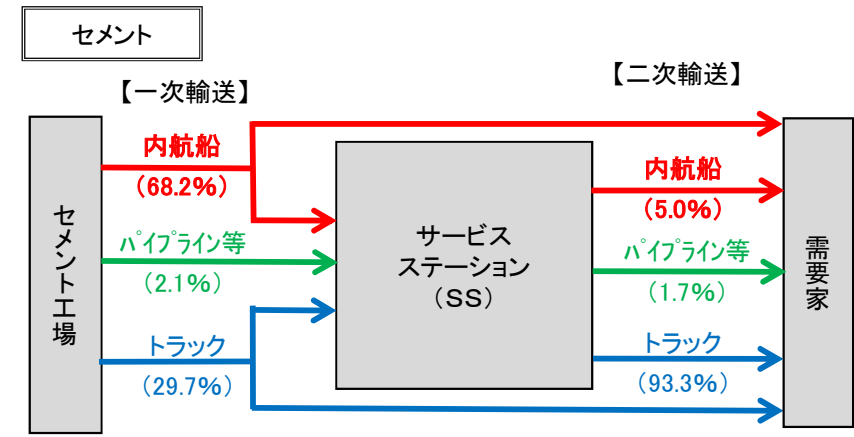 セメント
【一次輸送】
【二次輸送】
セメント工場
内航船
（68.2%）
パイプライン等
（2.1%）
トラック
（29.7%）
サービス
ステーション
（SS）
内航船
（5.0%）
パイプライン等
（1.7%）
トラック
（93.3%）
需要家